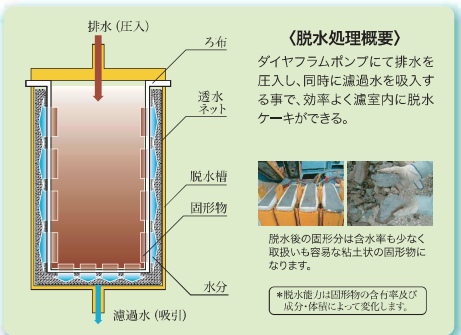 排水（圧入）
ろ布
透水
ネット
脱水槽
固形物
水分
濾過水（吸引）
〈脱水処理概要〉
ダイヤフラムポンプにて排水を
圧入し、同時に濾過水を吸入す
る事で、効率よく濾室内に脱水
ケーキができる。
脱水後の固形分は含水率も少なく
取扱いも容易な粘土状の固形物に
なります。
＊脱水能力は固形物の含有率及び
成分・体積によって変化します。